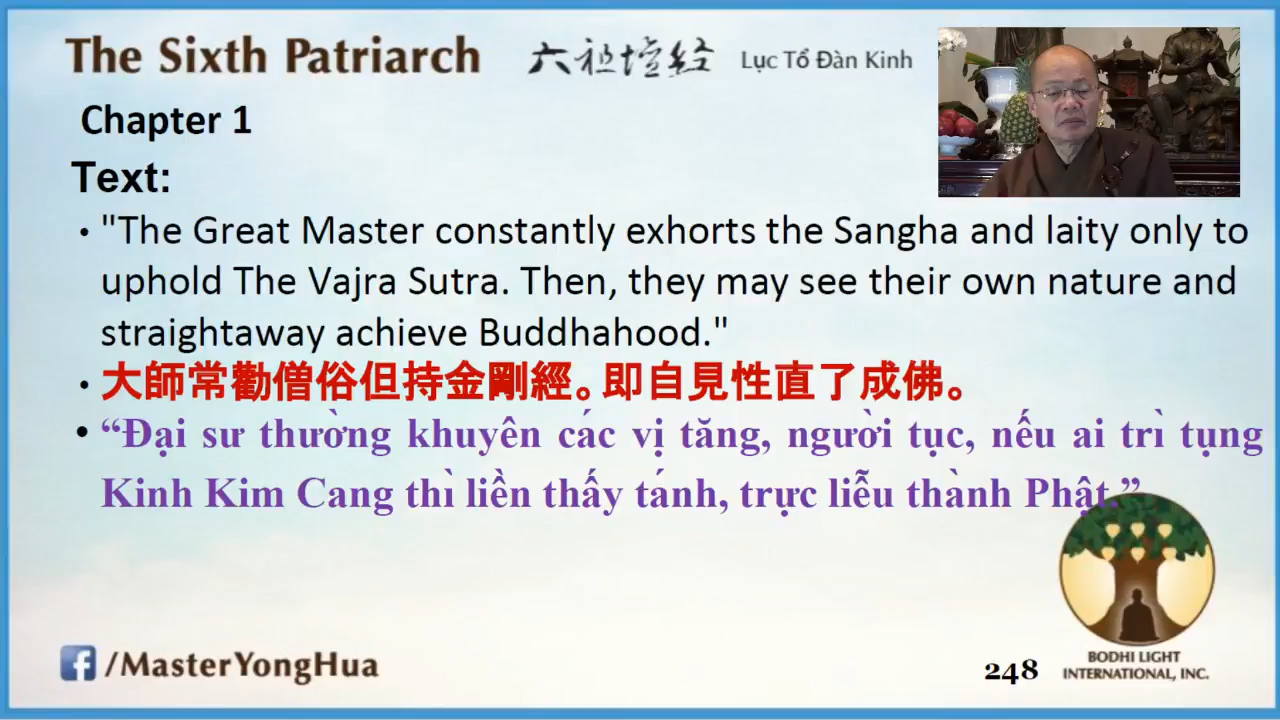 The Sixth Patriarch 六祖壇经 Lục Tổ Đàn Kinh
Chapter 1
Text:
• "The Great Master constantly exhorts the Sangha and laity only to
uphold The Vajra Sutra. Then, they may see their own nature and
straightaway achieve Buddhahood."
• 大師常勸僧俗但持金剛經。即自見性直了成佛。
• “Đại sư thường khuyên các vị tăng, người tục, nếu ai trì tụng
Kinh Kim Cang thì liền thấy tánh, trực liễu thành Phật.”
f /MasterYongHua
248
BODHI LIGHT
INTERNATIONAL, INC.